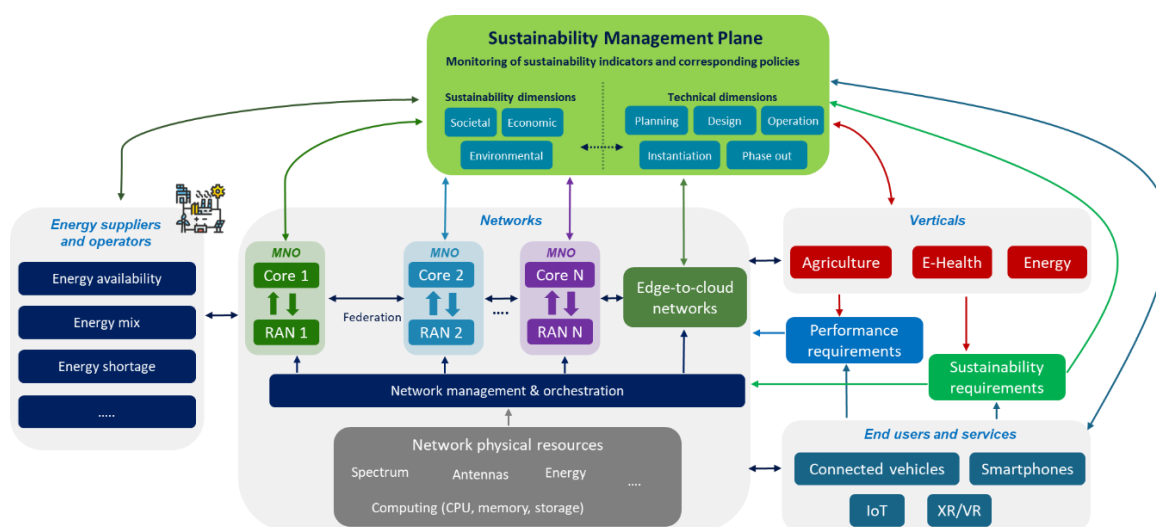 Sustainability Management Plane
Monitoring of sustainability indicators and corresponding policies
Sustainability dimensions
Societal
Economic
Environmental
Technical dimensions
Planning
Design
Operation
Instantiation
Phase out
Energy suppliers
and operators
Energy availability
Energy mix
Energy shortage
.....
Networks
MNO
Core 1
RAN 1
Federation
MNO
Core 2
RAN 2
....
MNO
Core N
RAN N
Edge-to-cloud
networks
Network management & orchestration
Network physical resources
Spectrum
Antennas
Energy
....
Computing (CPU, memory, storage)
Verticals
Agriculture
E-Health
Energy
Performance
requirements
Sustainability
requirements
End users and services
Connected vehicles
Smartphones
IoT
XR/VR